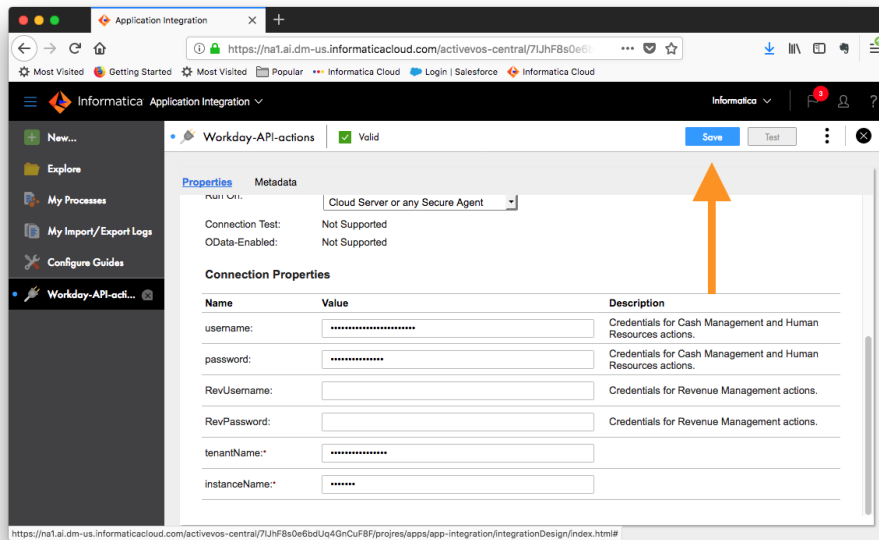 Application Integration
https://na1.ai.dm-us.informaticacloud.com/activevos-central/7IJhF8s0e6b
Most Visited Getting Started Most Visited Popular Informatica Cloud Login | Salesforce Informatica Cloud
Informatica Application Integration Informatica 3 ?
New...
Explore
My Processes
My Import/Export Logs
Configure Guides
Workday-API-acti...
Workday-API-actions Valid Save Test
Properties Metadata
Run On: Cloud Server or any Secure Agent
Connection Test: Not Supported
OData-Enabled: Not Supported
Connection Properties
Name Value Description
username: •••••••••••••••••••••••• Credentials for Cash Management and Human
Resources actions.
password: ••••••••••••••• Credentials for Cash Management and Human
Resources actions.
RevUsername: Credentials for Revenue Management actions.
RevPassword: Credentials for Revenue Management actions.
tenantName:* ••••••••••••••••
instanceName:* •••••••
https://na1.ai.dm-us.informaticacloud.com/activevos-central/7IJhF8s0e6bdUq4GnCuF8F/projres/apps/app-integration/integrationDesign/index.html#